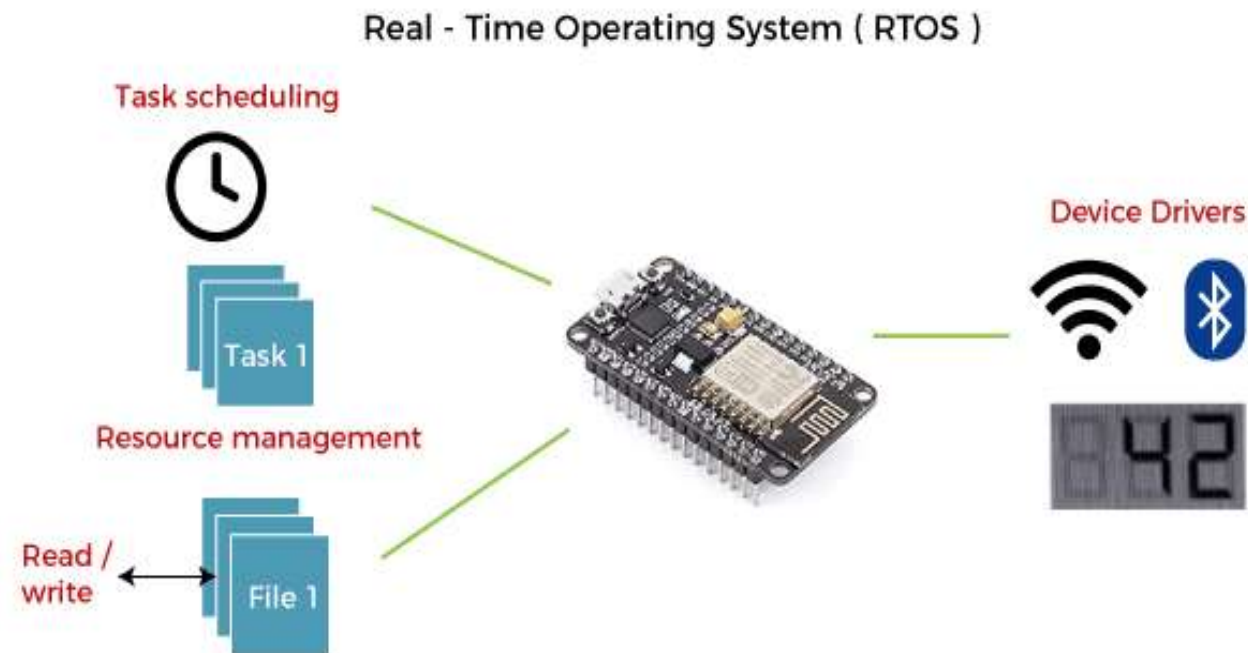 Real - Time Operating System ( RTOS )
Task scheduling
Task 1
Resource management
Read /
write
File 1
Device Drivers
42